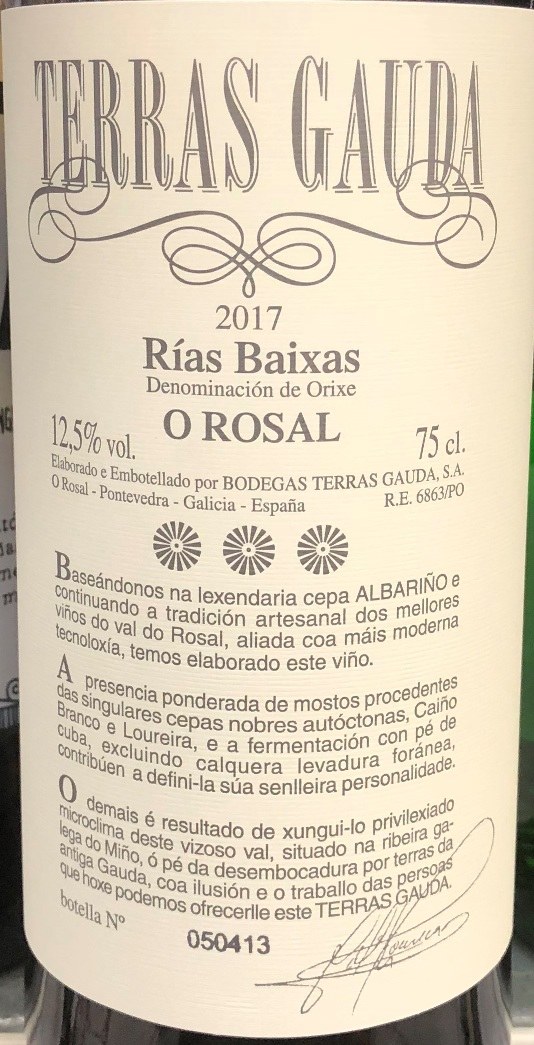 TERRAS GAUDA
2017
Rías Baixas
Denominación de Orixe
12,5% vol. O ROSAL 75 cl.
Elaborado e Embotellado por BODEGAS TERRAS GAUDA, S.A.
O Rosal - Pontevedra - Galicia - España R.E. 6863/PO
Baseándonos na lexendaria cepa ALBARIÑO e
continuando a tradición artesanal dos mellores
viños do val do Rosal, aliada coa máis moderna
tecnoloxía, temos elaborado este viño.
A presencia ponderada de mostos procedentes
das singulares cepas nobres autóctonas, Caiño
Branco e Loureira, e a fermentación con pé de
cuba, excluindo calquera levadura foránea,
contribúen a defini-la súa senlleira personalidade.
O demais é resultado de xungui-lo privilexiado
microclima deste vizoso val, situado na ribeira ga-
lega do Miño, ó pé da desembocadura por terras da
antiga Gauda, coa ilusión e o traballo das persoas
que hoxe podemos ofrecerlle este TERRAS GAUDA.
botella Nº 050413